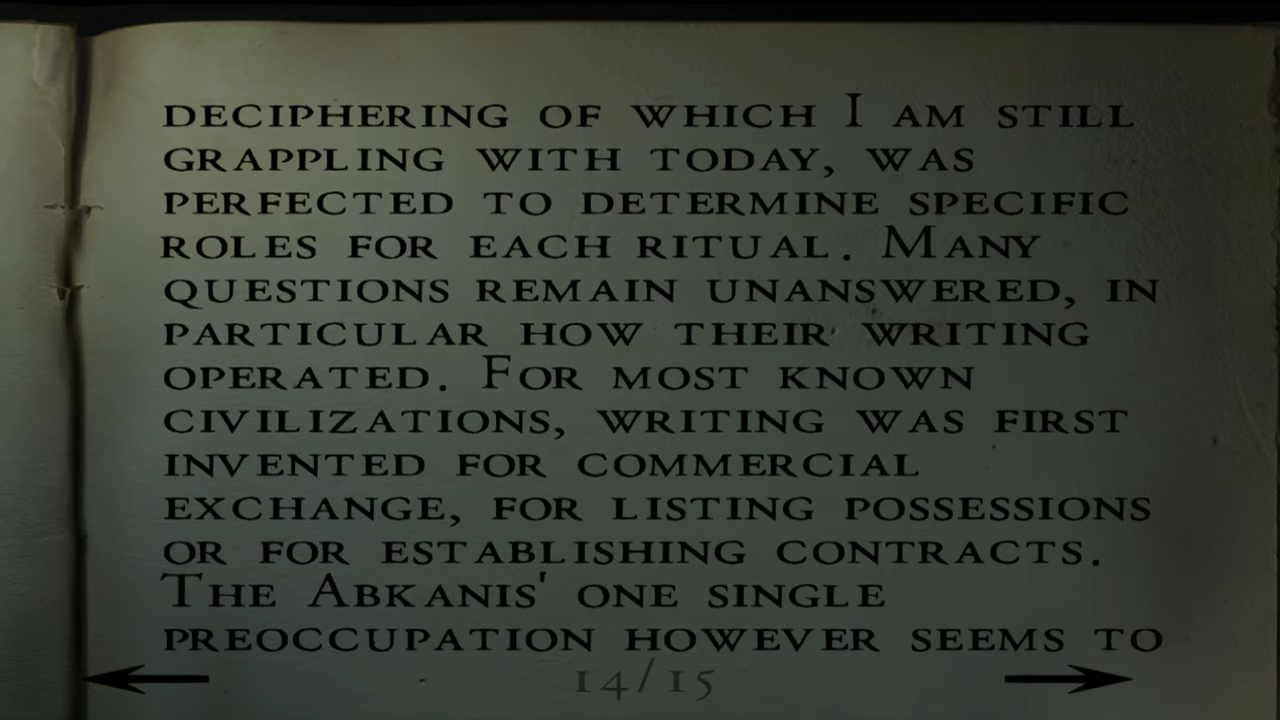 deciphering of which I am still
grappling with today, was
perfected to determine specific
roles for each ritual. Many
questions remain unanswered, in
particular how their writing
operated. For most known
civilizations, writing was first
invented for commercial
exchange, for listing possessions
or for establishing contracts.
The Abkanis' one single
preoccupation however seems to
14/15